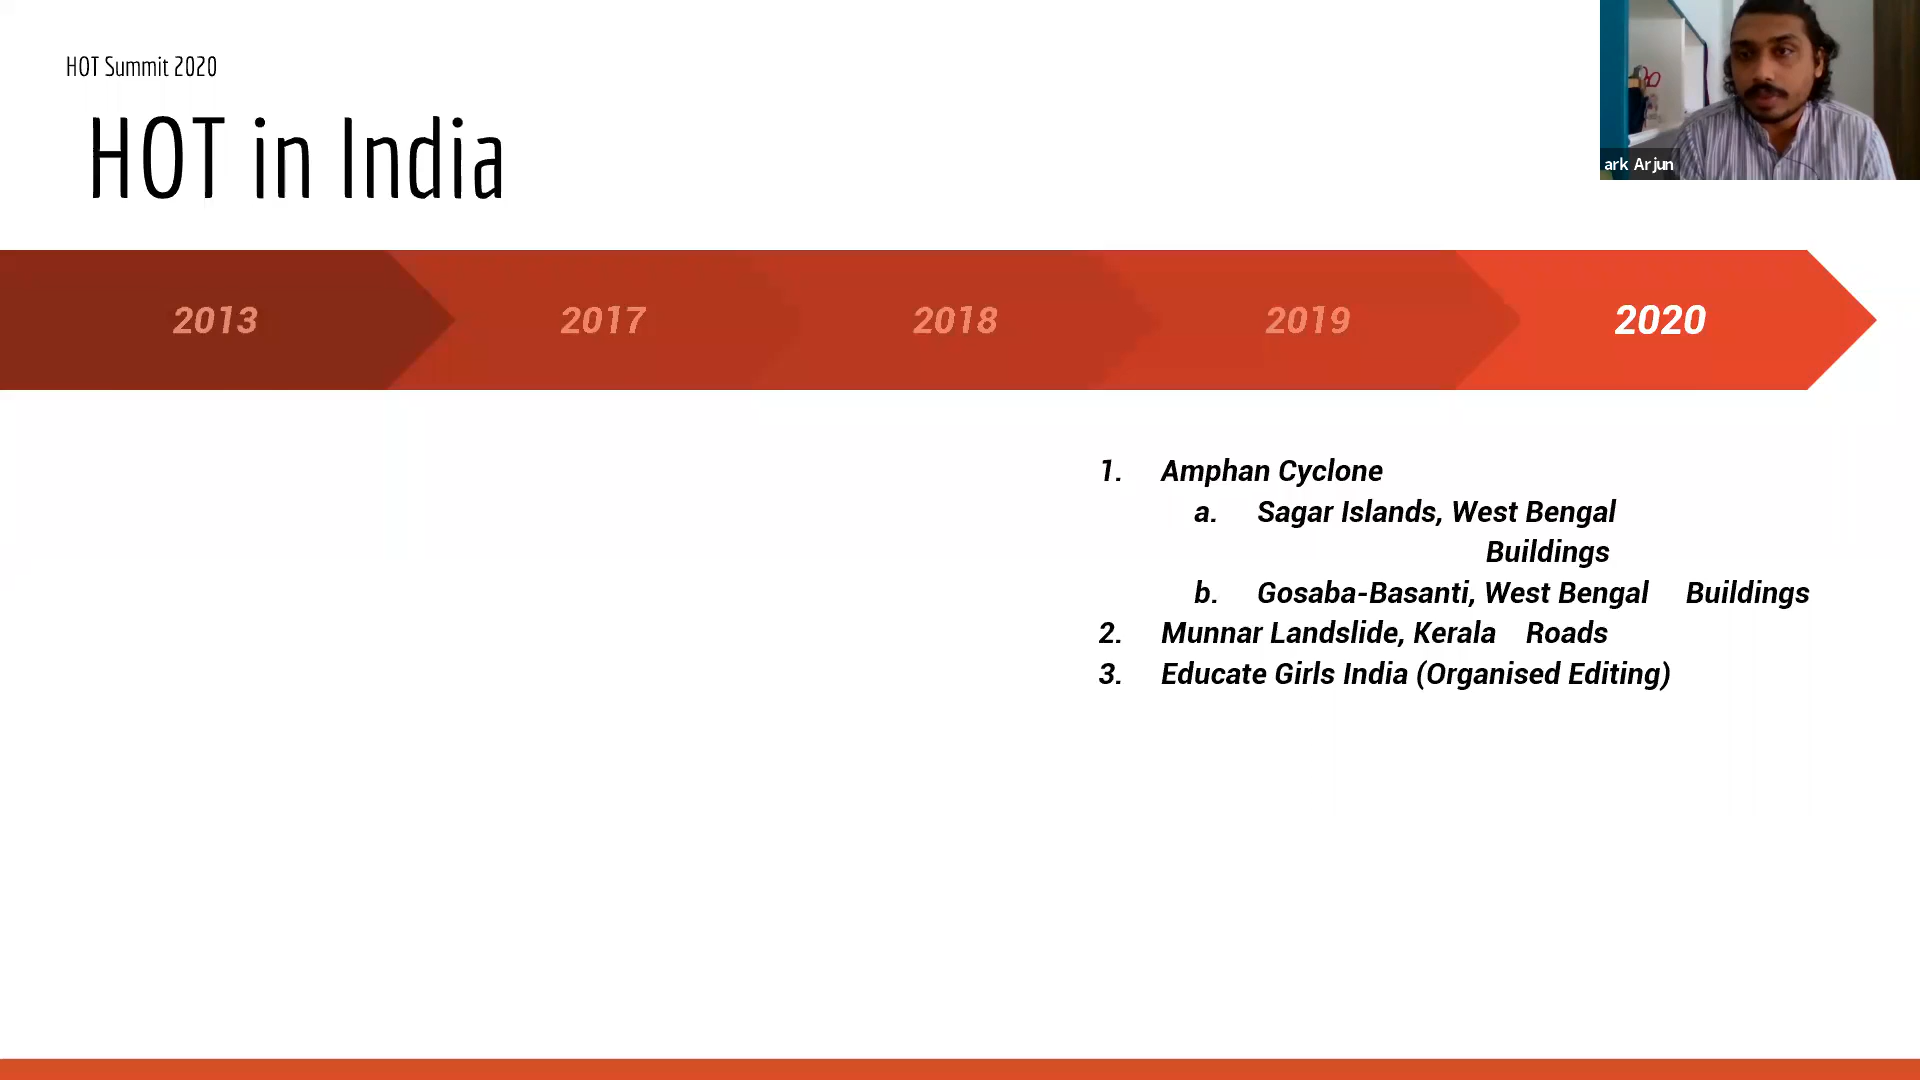 HOT Summit 2020
HOT in India
ark Arjun
2013 2017 2018 2019 2020
1. Amphan Cyclone
a. Sagar Islands, West Bengal
Buildings
b. Gosaba-Basanti, West Bengal Buildings
2. Munnar Landslide, Kerala Roads
3. Educate Girls India (Organised Editing)